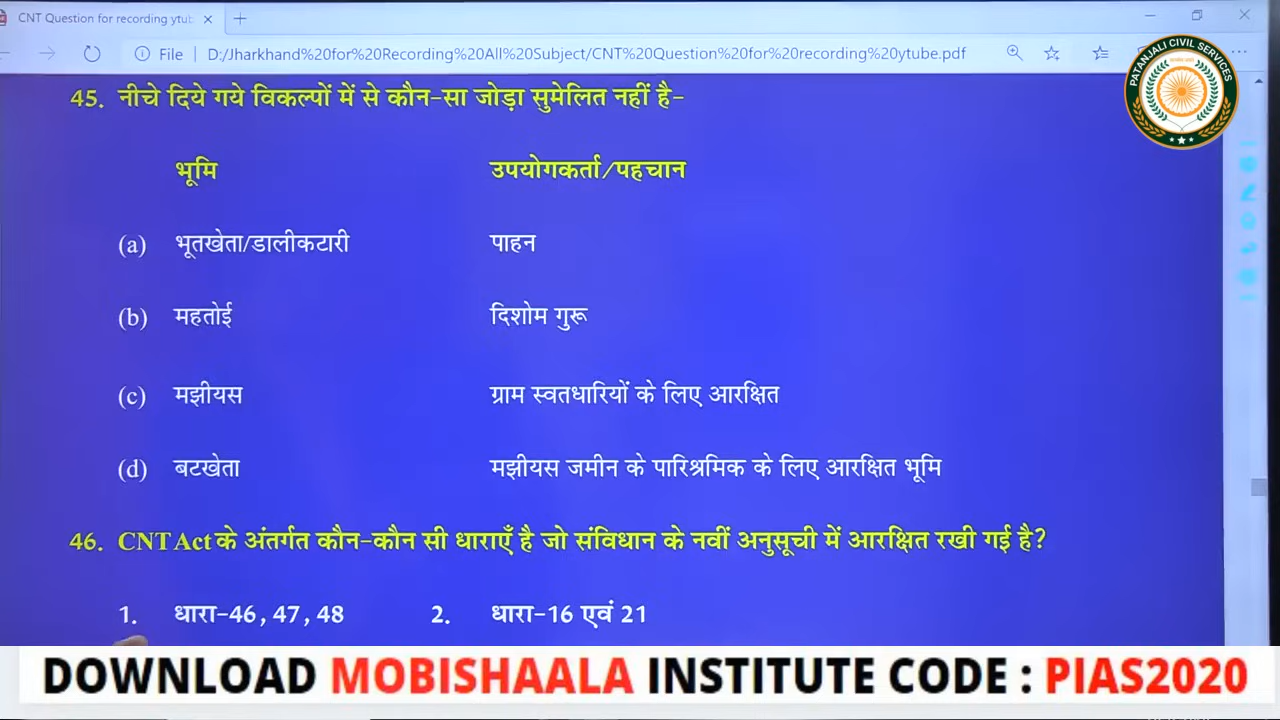 CNT Question for recording ytub
File D:/Jharkhand%20for%20Recording%20All%20Subject/CNT%20Question%20for%20recording%20ytube.pdf
PATANJALI CIVIL SERVICES
45. नीचे दिये गये विकल्पों में से कौन-सा जोड़ा सुमेलित नहीं है-
भूमि उपयोगकर्ता/पहचान
(a) भूतखेता/डालीकटारी पाहन
(b) महतोई दिशोम गुरू
(c) मझीयस ग्राम स्वतधारियों के लिए आरक्षित
(d) बटखेता मझीयस जमीन के पारिश्रमिक के लिए आरक्षित भूमि
46. CNT Act के अंतर्गत कौन-कौन सी धाराएँ है जो संविधान के नवीं अनुसूची में आरक्षित रखी गई है?
1. धारा-46, 47, 48 2. धारा-16 एवं 21
DOWNLOAD MOBISHAALA INSTITUTE CODE : PIAS2020